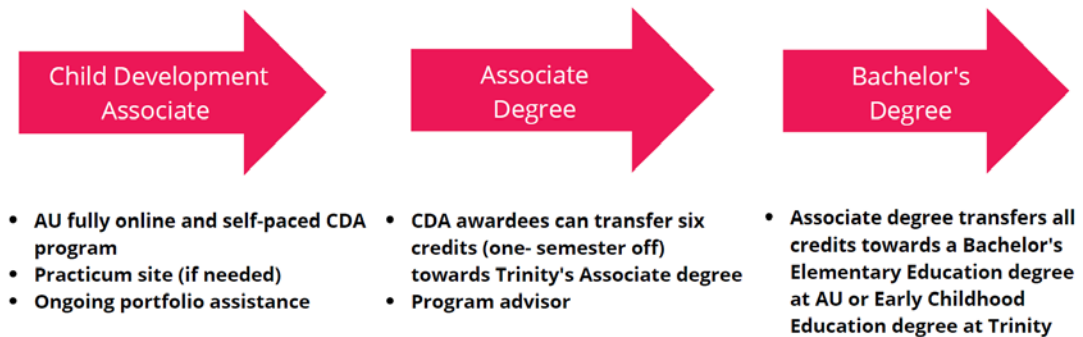 Child Development
Associate
• AU fully online and self-paced CDA
program
• Practicum site (if needed)
• Ongoing portfolio assistance
Associate
Degree
• CDA awardees can transfer six
credits (one- semester off)
towards Trinity's Associate degree
• Program advisor
Bachelor's
Degree
• Associate degree transfers all
credits towards a Bachelor's
Elementary Education degree
at AU or Early Childhood
Education degree at Trinity